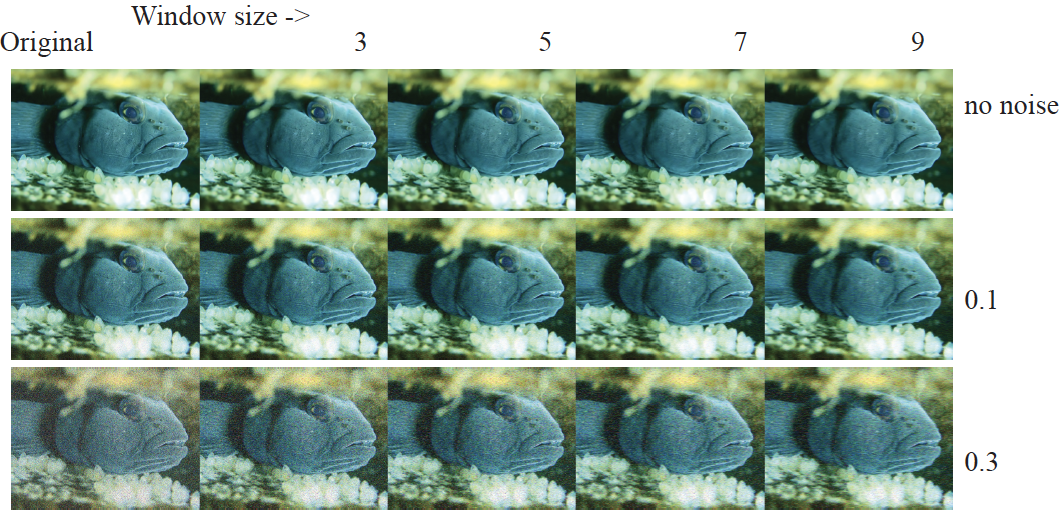 Window size ->
Original 3 5 7 9
no noise
0.1
0.3